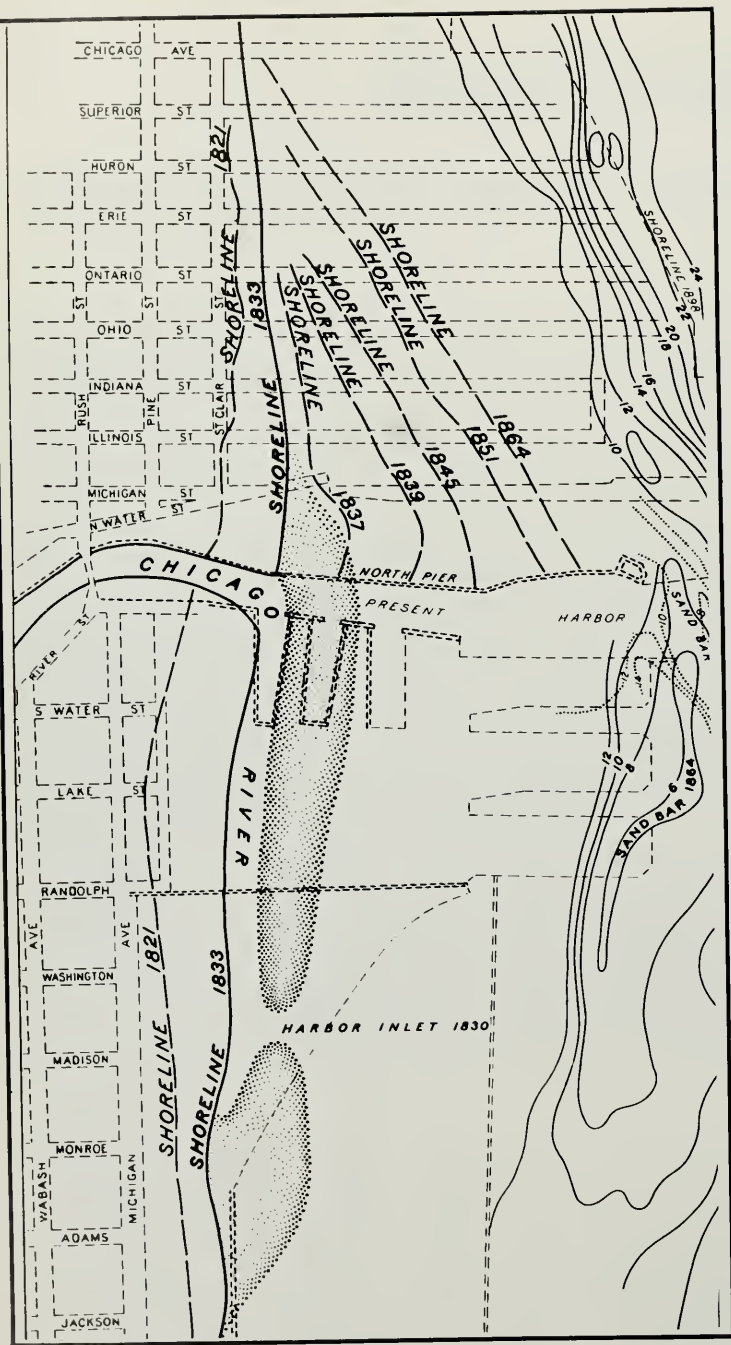 CHICAGO AVE
SUPERIOR ST
1821
HURON ST
ERIE ST
SHORELINE
SHORELINE
SHORELINE 1898
24
22
20
18
16
14
12
10
ONTARIO ST
ST
ST
ST
SHORELINE
1833
SHORELINE
SHORELINE
SHORELINE
OHIO ST
INDIANA ST
RUSH
PINE
ST CLAIR
ILLINOIS ST
SHORELINE
1864
1851
1845
1839
1837
MICHIGAN ST
N WATER ST
CHICAGO
NORTH PIER
PRESENT
HARBOR
SAND BAR
8
10
12
14
RIVER ST
S WATER ST
RIVER
12
10
8
LAKE ST
6
SAND BAR 1864
RANDOLPH
AVE
AVE
1821
1833
WASHINGTON
HARBOR INLET 1830
MADISON
SHORELINE
SHORELINE
MONROE
WABASH
MICHIGAN
ADAMS
JACKSON